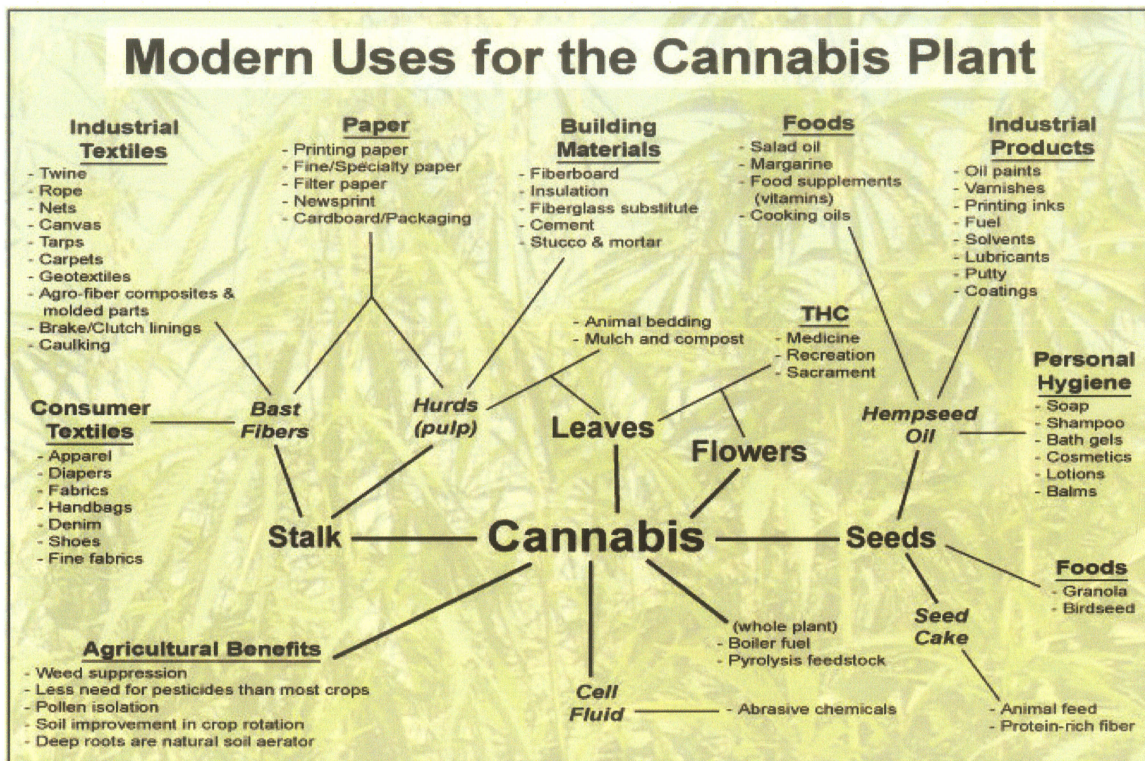 Modern Uses for the Cannabis Plant
Industrial
Textiles
- Twine
- Rope
- Nets
- Canvas
- Tarps
- Carpets
- Geotextiles
- Agro-fiber composites &
molded parts
- Brake/Clutch linings
- Caulking
Paper
- Printing paper
- Fine/Specialty paper
- Filter paper
- Newsprint
- Cardboard/Packaging
Building
Materials
- Fiberboard
- Insulation
- Fiberglass substitute
- Cement
- Stucco & mortar
Foods
- Salad oil
- Margarine
- Food supplements
(vitamins)
- Cooking oils
Industrial
Products
- Oil paints
- Varnishes
- Printing inks
- Fuel
- Solvents
- Lubricants
- Putty
- Coatings
- Animal bedding
- Mulch and compost
THC
- Medicine
- Recreation
- Sacrament
Consumer
Textiles
- Apparel
- Diapers
- Fabrics
- Handbags
- Denim
- Shoes
- Fine fabrics
Bast
Fibers
Hurds
(pulp)
Leaves
Flowers
Hempseed
Oil
Personal
Hygiene
- Soap
- Shampoo
- Bath gels
- Cosmetics
- Lotions
- Balms
Stalk
Cannabis
Seeds
Foods
- Granola
- Birdseed
Seed
Cake
Agricultural Benefits
- Weed suppression
- Less need for pesticides than most crops
- Pollen isolation
- Soil improvement in crop rotation
- Deep roots are natural soil aerator
Cell
Fluid
- Abrasive chemicals
(whole plant)
- Boiler fuel
- Pyrolysis feedstock
- Animal feed
- Protein-rich fiber